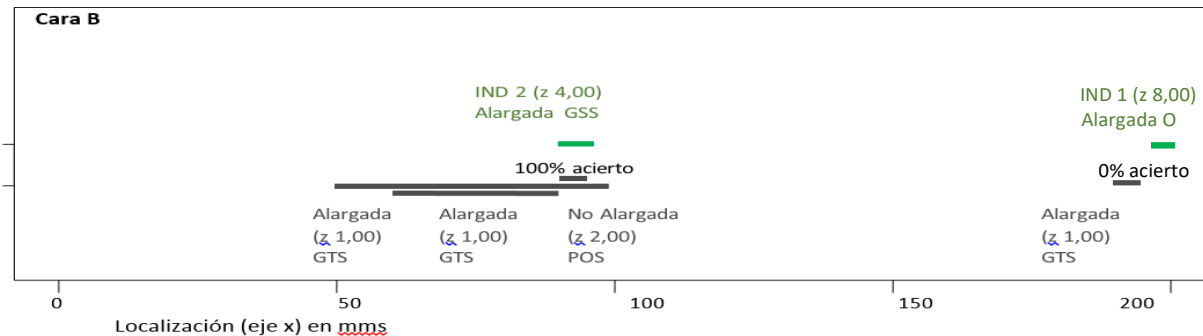 Cara B
IND 2 (z 4,00)
Alargada GSS
IND 1 (z 8,00)
Alargada O
100% acierto
0% acierto
Alargada
(z 1,00)
GTS
Alargada
(z 1,00)
GTS
No Alargada
(z 2,00)
POS
Alargada
(z 1,00)
GTS
0 50 100 150 200
Localización (eje x) en mms